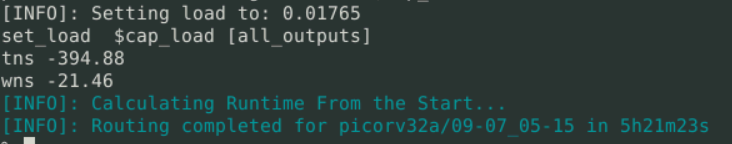 [INFO]: Setting load to: 0.01765
set_load  $cap_load [all_outputs]
tns -394.88
wns -21.46
[INFO]: Calculating Runtime From the Start...
[INFO]: Routing completed for picorv32a/09-07_05-15 in 5h21m23s